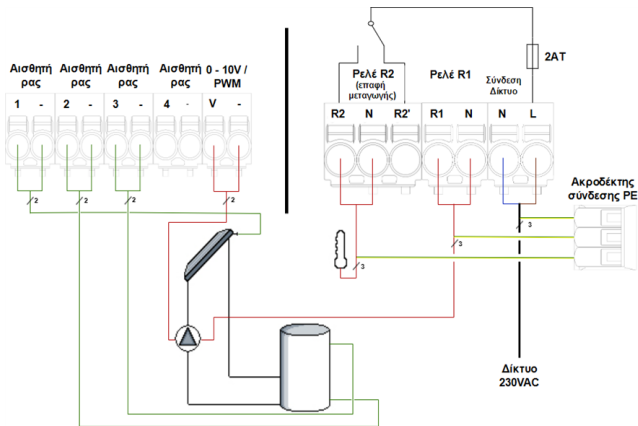 Αισθητή Αισθητή Αισθητή Αισθητή 0 - 10V /
ρας ρας ρας ρας PWM
1 - 2 - 3 - 4 - V -
2 2 2 2
2AT
Ρελέ R2 Ρελέ R1 Σύνδεση
(επαφή Δίκτυο
μεταγωγής)
R2 N R2' R1 N N L
Ακροδέκτης
σύνδεσης PE
3
3
3
Δίκτυο
230VAC